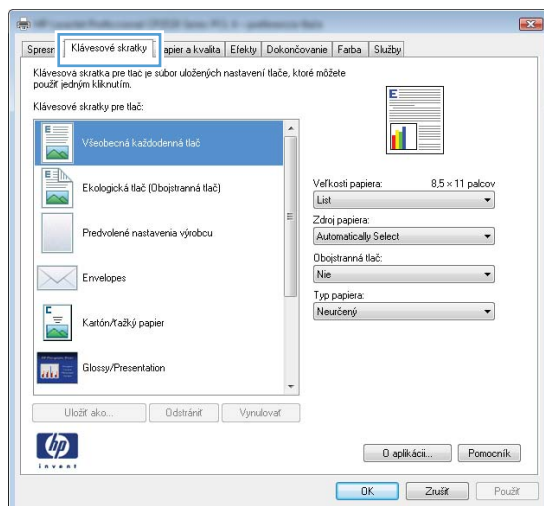 Klávesové skratky
Papier a kvalita
Efekty
Dokončovanie
Farba
Služby
Klávesová skratka pre tlač je súbor uložených nastavení tlače, ktoré môžete
použiť jedným kliknutím.
Klávesové skratky pre tlač:
Všeobecná každodenná tlač
Ekologická tlač (Obojstranná tlač)
Predvolené nastavenia výrobcu
Envelopes
Kartón/ťažký papier
Glossy/Presentation
Veľkosti papiera:
8,5 × 11 palcov
List
Zdroj papiera:
Automatically Select
Obojstranná tlač:
Nie
Typ papiera:
Neurčený
Uložiť ako...
Odstrániť
Vynulovať
hp
invent
O aplikácii...
Pomocník
OK
Zrušiť
Použiť